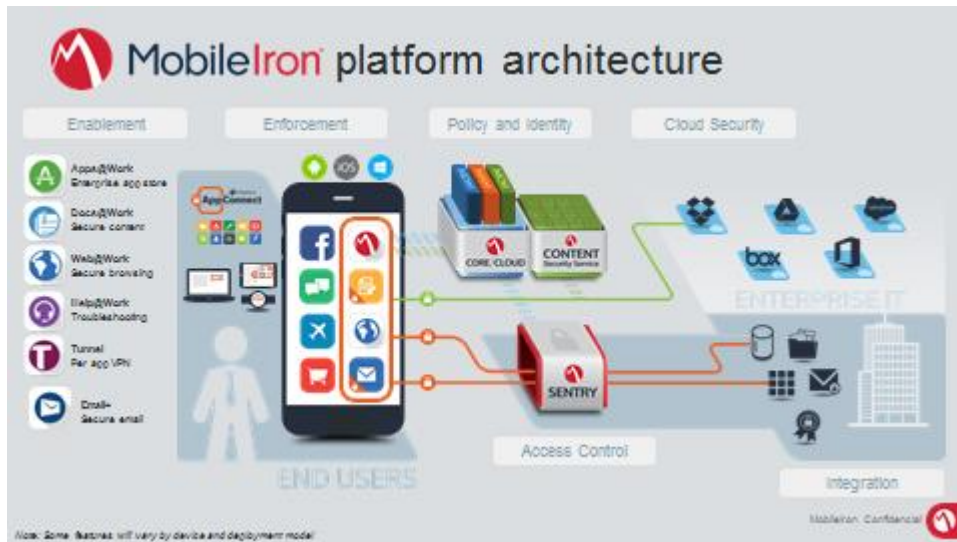 MobileIron platform architecture
Enablement
Enforcement
Policy and Identity
Cloud Security
Apps@Work
Enterprise app store
Docs@Work
Secure content
Web@Work
Secure browsing
Help@Work
Troubleshooting
Tunnel
Per app VPN
Email+
Secure email
AppConnect
iOS
CORE, CLOUD
CONTENT
Security Service
box
ENTERPRISE IT
SENTRY
Access Control
END USERS
Integration
MobileIron Confidential
Note: Some features will vary by device and deployment model